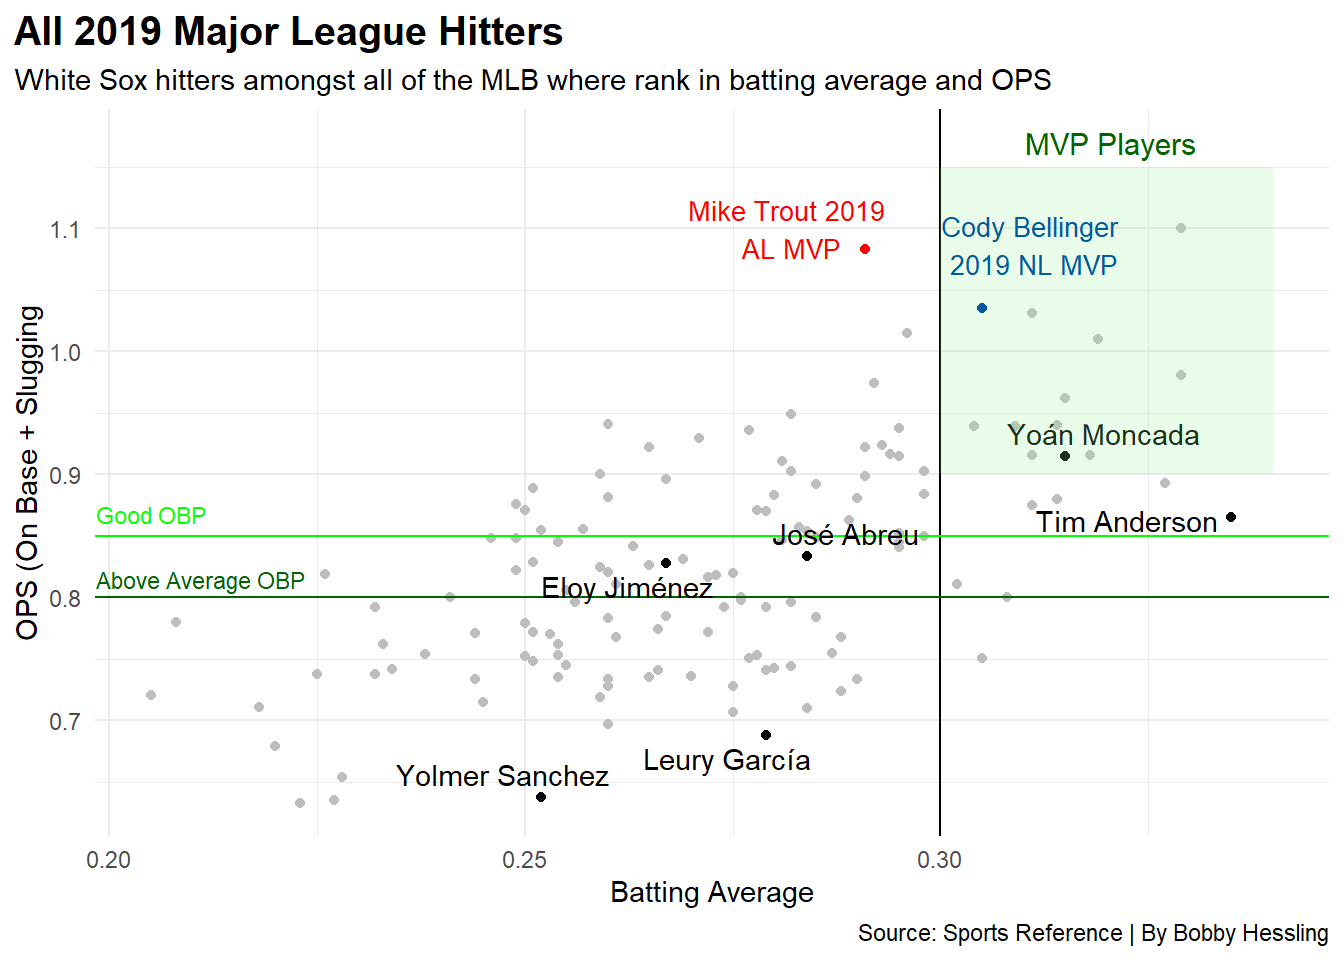 All 2019 Major League Hitters
White Sox hitters amongst all of the MLB where rank in batting average and OPS
MVP Players
Mike Trout 2019
AL MVP
Cody Bellinger
2019 NL MVP
Yoán Moncada
Tim Anderson
José Abreu
Eloy Jiménez
Good OBP
Above Average OBP
Leury García
Yolmer Sanchez
OPS (On Base + Slugging
1.1
1.0
0.9
0.8
0.7
0.20
0.25
0.30
Batting Average
Source: Sports Reference | By Bobby Hessling